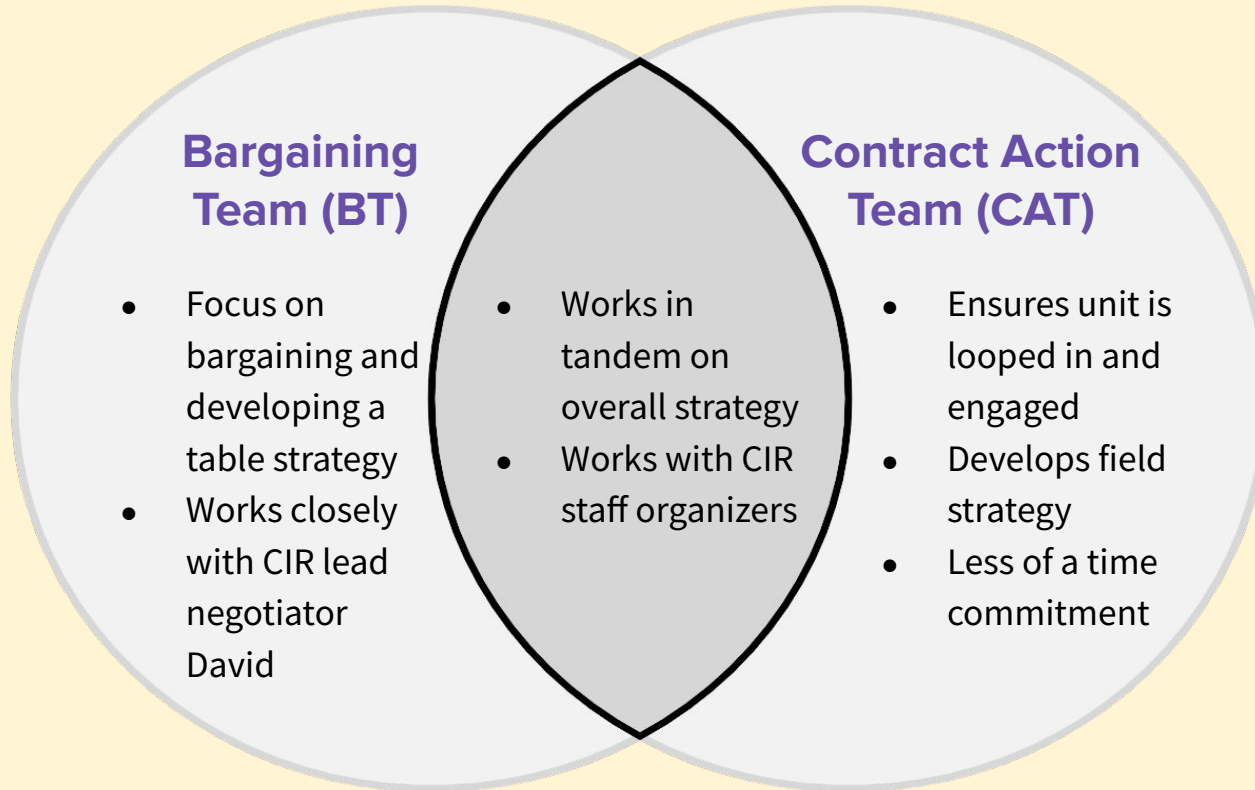 Bargaining
Team (BT)
● Focus on
bargaining and
developing a
table strategy
● Works closely
with CIR lead
negotiator
David
● Works in
tandem on
overall strategy
● Works with CIR
staff organizers
Contract Action
Team (CAT)
● Ensures unit is
looped in and
engaged
● Develops field
strategy
● Less of a time
commitment